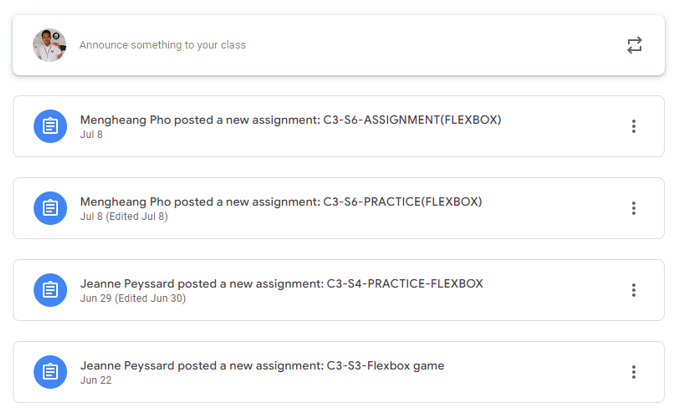 Announce something to your class
Mengheang Pho posted a new assignment: C3-S6-ASSIGNMENT(FLEXBOX)
Jul 8
Mengheang Pho posted a new assignment: C3-S6-PRACTICE(FLEXBOX)
Jul 8 (Edited Jul 8)
Jeanne Peyssard posted a new assignment: C3-S4-PRACTICE-FLEXBOX
Jun 29 (Edited Jun 30)
Jeanne Peyssard posted a new assignment: C3-S3-Flexbox game
Jun 22